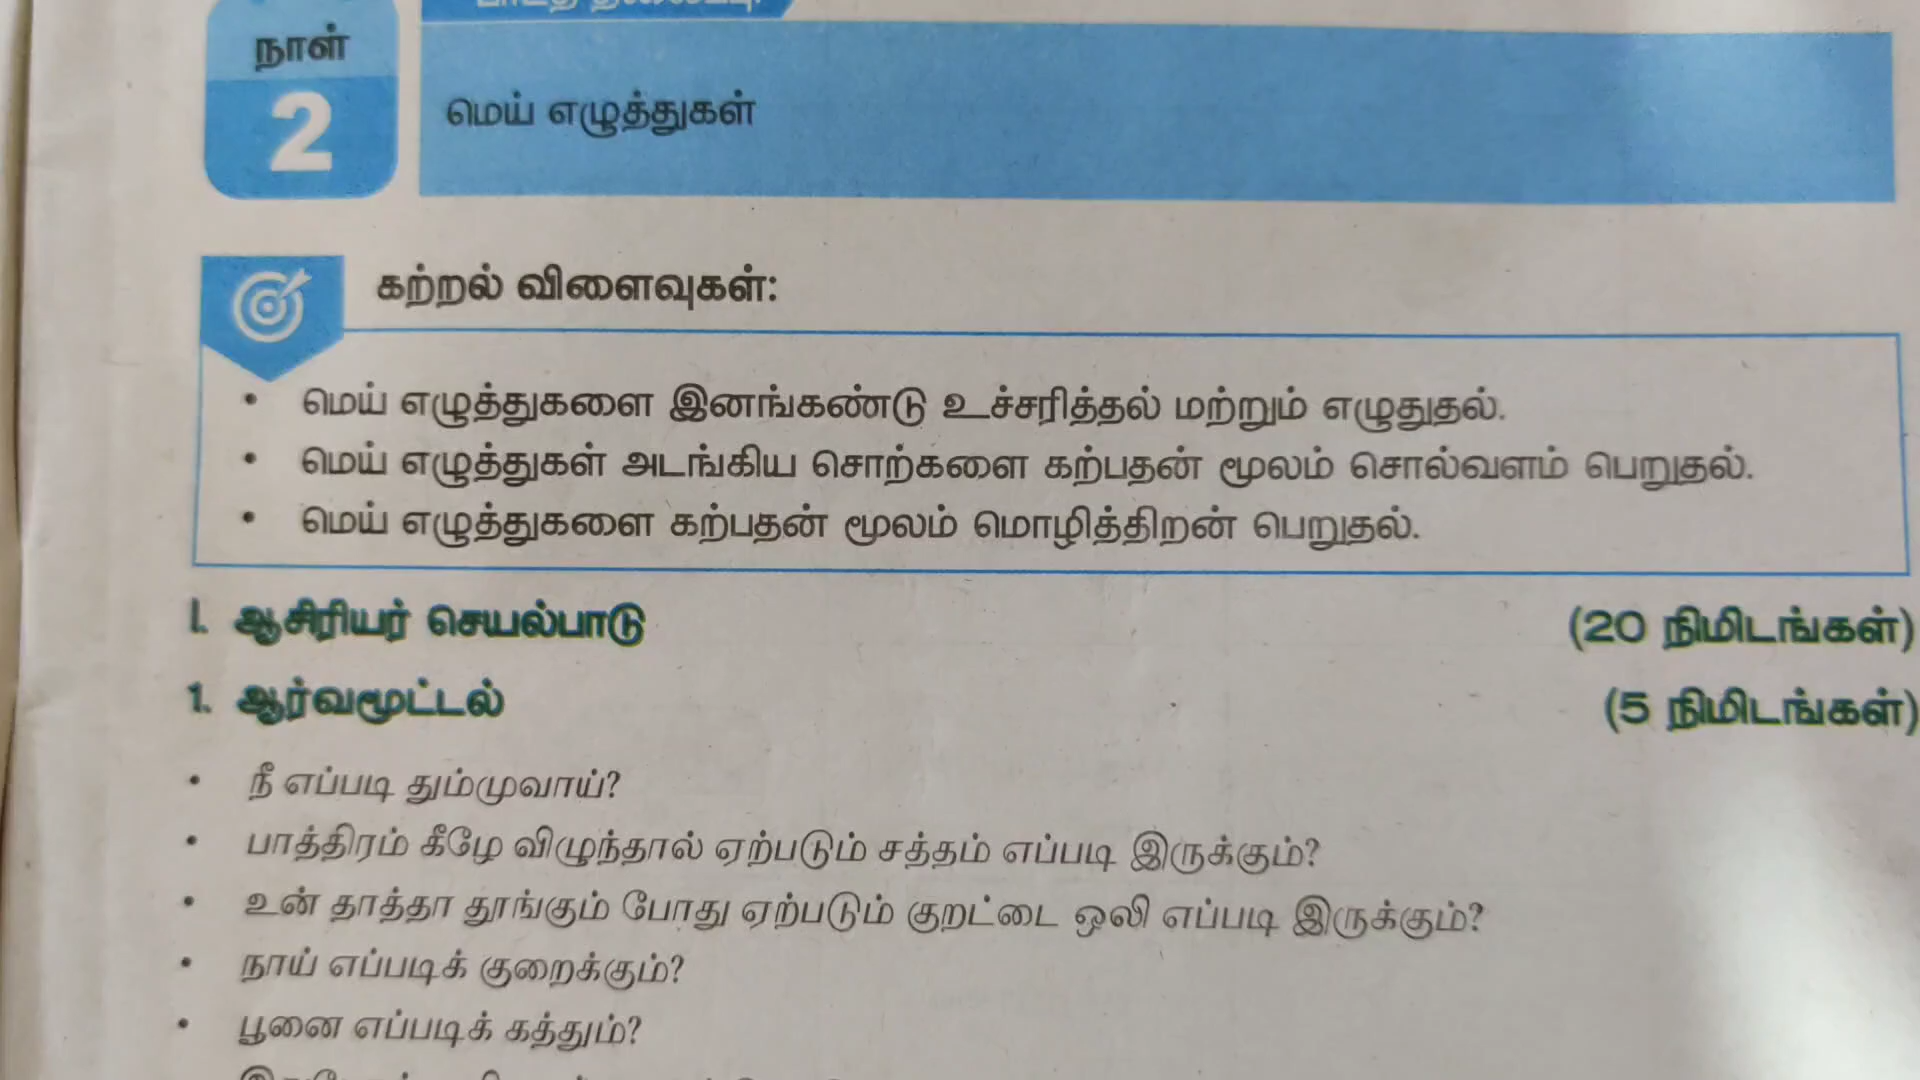 நாள்
2
மெய் எழுத்துகள்
கற்றல் விளைவுகள்:
• மெய் எழுத்துகளை இனங்கண்டு உச்சரித்தல் மற்றும் எழுதுதல்.
• மெய் எழுத்துகள் அடங்கிய சொற்களை கற்பதன் மூலம் சொல்வளம் பெறுதல்.
• மெய் எழுத்துகளை கற்பதன் மூலம் மொழித்திறன் பெறுதல்.
I. ஆசிரியர் செயல்பாடு (20 நிமிடங்கள்)
1. ஆர்வமூட்டல் (5 நிமிடங்கள்)
• நீ எப்படி தும்முவாய்?
• பாத்திரம் கீழே விழுந்தால் ஏற்படும் சத்தம் எப்படி இருக்கும்?
• உன் தாத்தா தூங்கும் போது ஏற்படும் குறட்டை ஒலி எப்படி இருக்கும்?
• நாய் எப்படிக் குறைக்கும்?
• பூனை எப்படிக் கத்தும்?